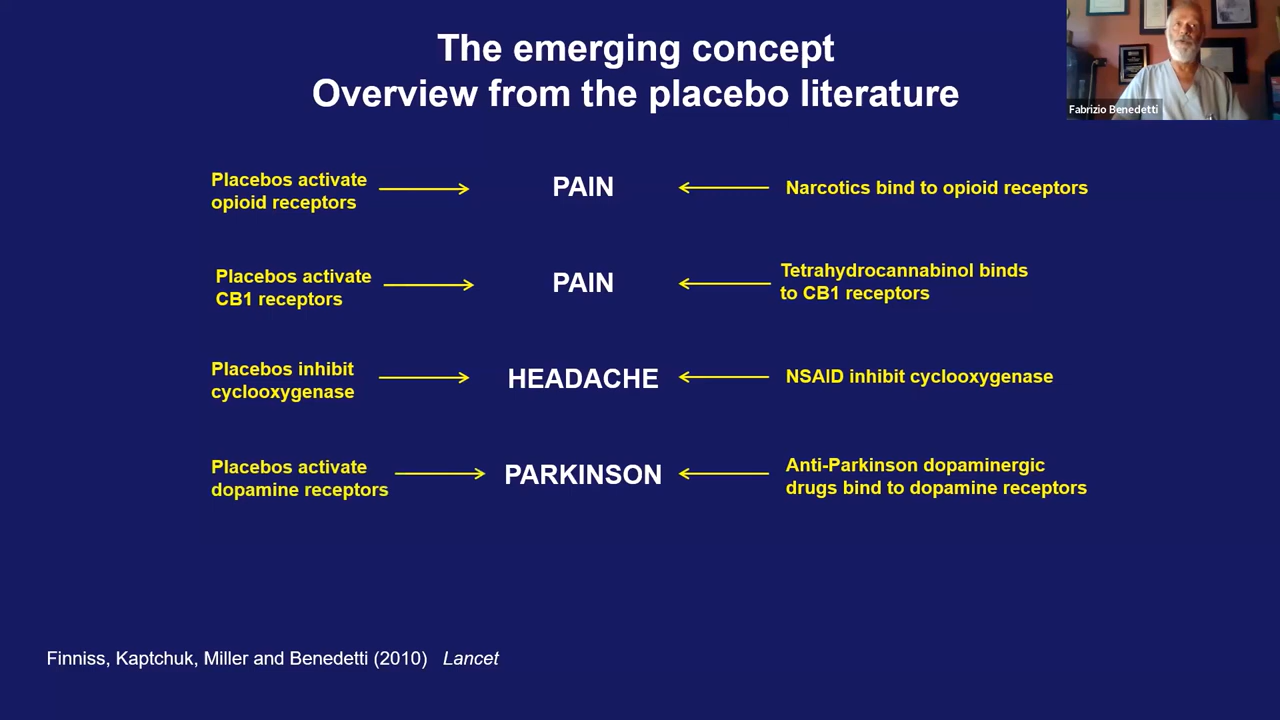 The emerging concept
Overview from the placebo literature
Fabrizio Benedetti
Placebos activate
opioid receptors
PAIN
Narcotics bind to opioid receptors
Placebos activate
CB1 receptors
PAIN
Tetrahydrocannabinol binds
to CB1 receptors
Placebos inhibit
cyclooxygenase
HEADACHE
NSAID inhibit cyclooxygenase
Placebos activate
dopamine receptors
PARKINSON
Anti-Parkinson dopaminergic
drugs bind to dopamine receptors
Finniss, Kaptchuk, Miller and Benedetti (2010) Lancet